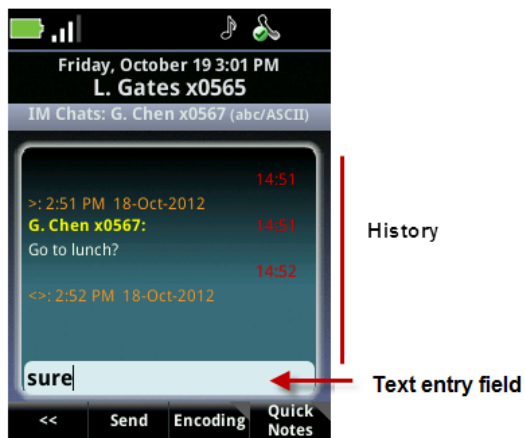 Friday, October 19 3:01 PM
L. Gates x0565
IM Chats: G. Chen x0567 (abc/ASCII)
14:51
>: 2:51 PM 18-Oct-2012
G. Chen x0567: 14:51
Go to lunch?
14:52
<>: 2:52 PM 18-Oct-2012
History
sure
Text entry field
<< Send Encoding Quick Notes